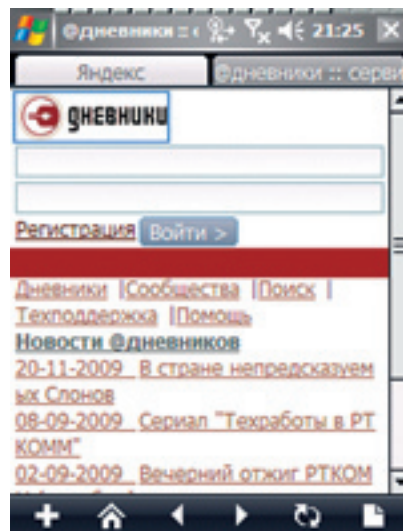 @дневники :: с 21:25
Яндекс @дневники :: серви
дневники
Регистрация Войти >
Дневники |Сообщества |Поиск |
Техподдержка |Помощь
Новости @дневников
20-11-2009 В стране непредсказуем
ых Слонов
08-09-2009 Сериал "Техработы в РТ
КОММ"
02-09-2009 Вечерний отжиг РТКОМ